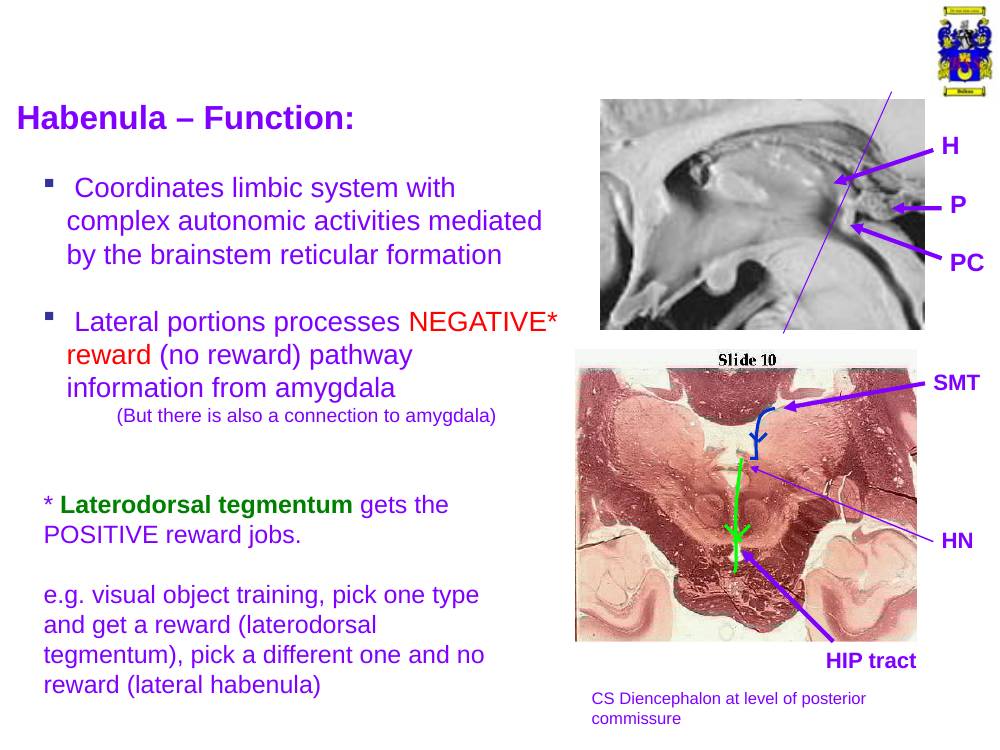 Habenula – Function:
Coordinates limbic system with
complex autonomic activities mediated
by the brainstem reticular formation
Lateral portions processes NEGATIVE*
reward (no reward) pathway
information from amygdala
(But there is also a connection to amygdala)
* Laterodorsal tegmentum gets the
POSITIVE reward jobs.
e.g. visual object training, pick one type
and get a reward (laterodorsal
tegmentum), pick a different one and no
reward (lateral habenula)
H
P
PC
Slide 10
SMT
HN
HIP tract
CS Diencephalon at level of posterior
commissure